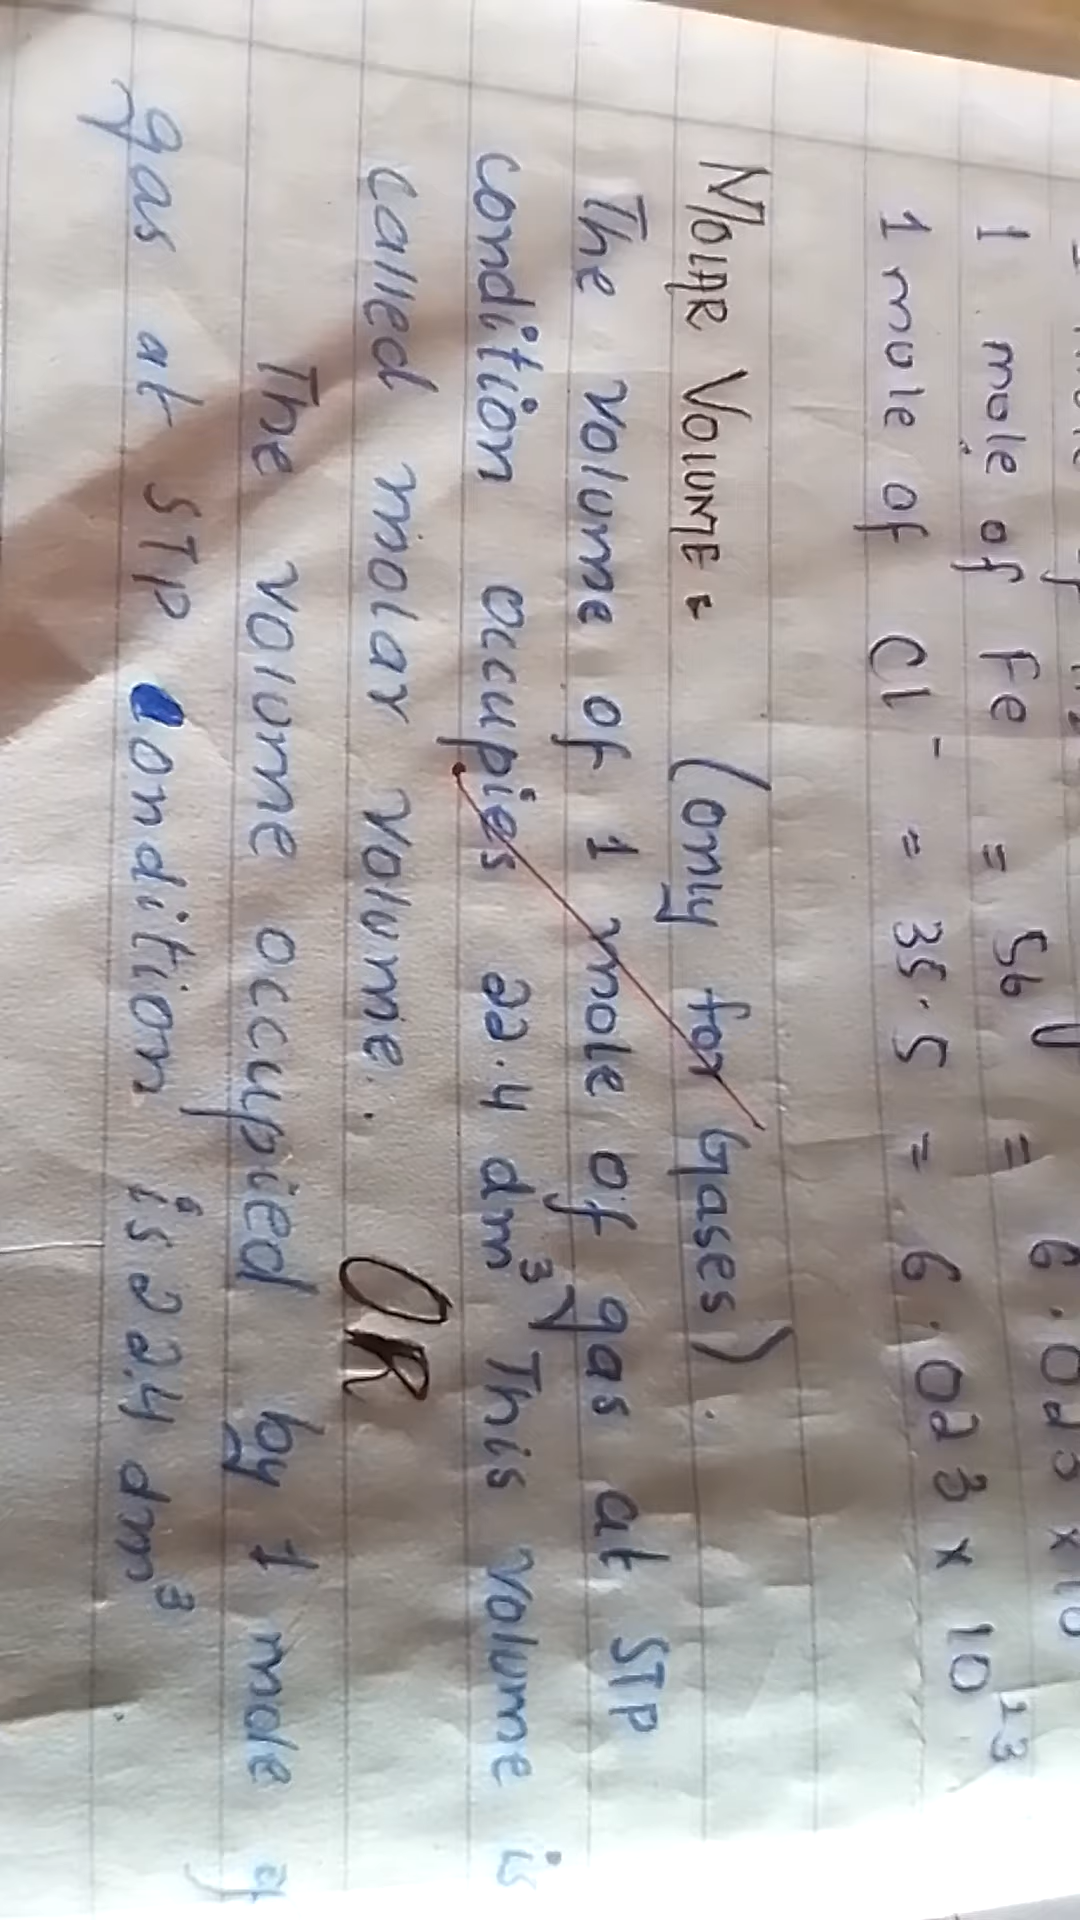 1 mole of Fe = 56 = 6.023 x 10
1 mole of Cl⁻ = 35.5 = 6.023 x 10²³
MOLAR VOLUME: (only for Gases).
The volume of 1 mole of gas at STP
condition occupies 22.4 dm³, This volume is
called molar volume.
OR
The volume occupied by 1 mole of
gas at STP condition is 22.4 dm³.